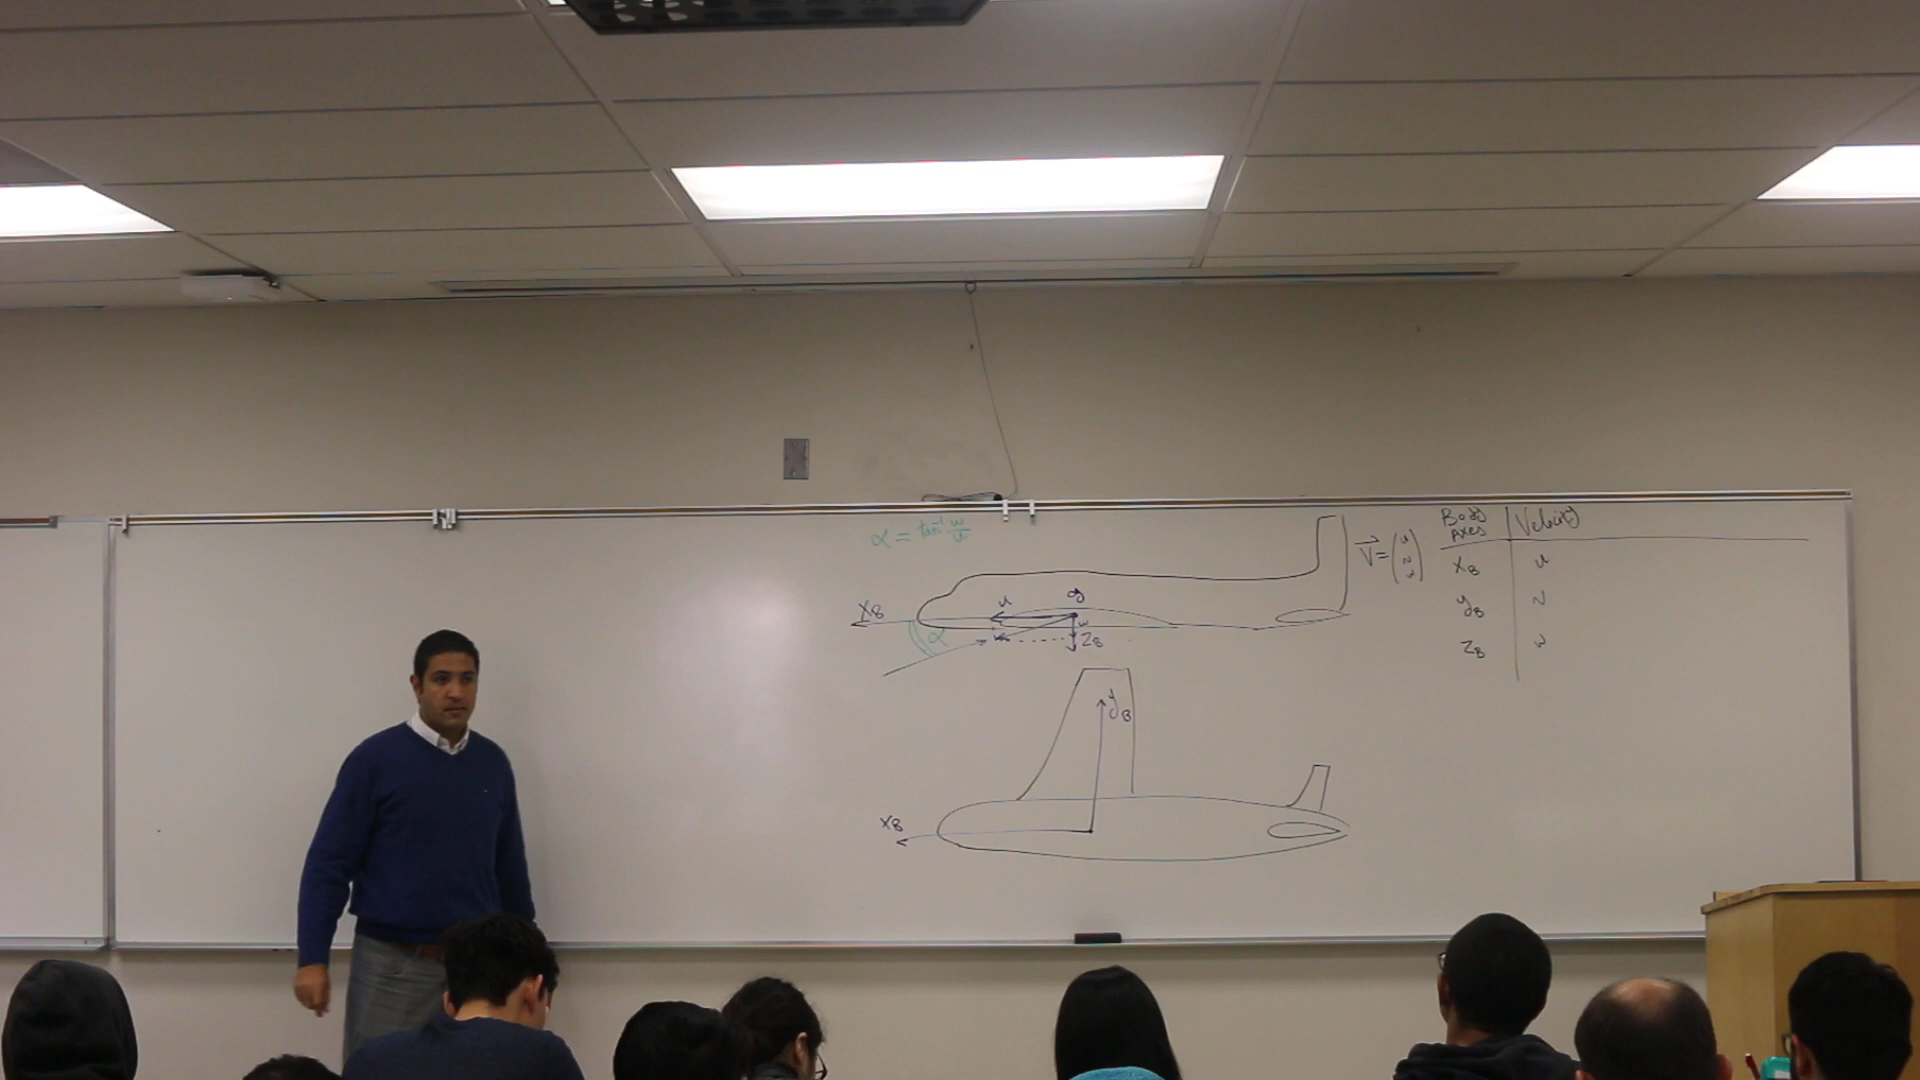 α = tan⁻¹ w/u
X_B
u
cg
α
w
Z_B
V⃗ = (u v w)
Body Axes | Velocity
X_B | u
y_B | v
Z_B | w
y_B
X_B